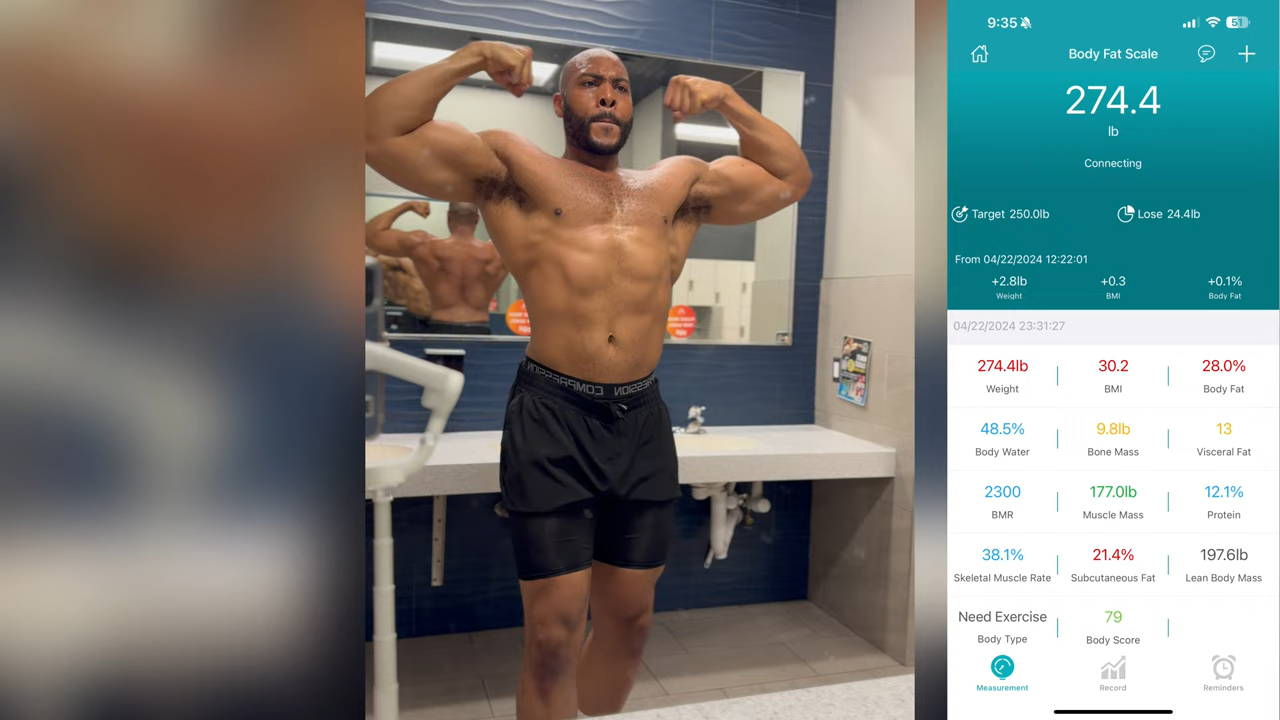 NOISSERPMOC NOISS
9:35
51
Body Fat Scale
274.4
lb
Connecting
Target 250.0lb
Lose 24.4lb
From 04/22/2024 12:22:01
+2.8lb +0.3 +0.1%
Weight BMI Body Fat
04/22/2024 23:31:27
274.4lb 30.2 28.0%
Weight BMI Body Fat
48.5% 9.8lb 13
Body Water Bone Mass Visceral Fat
2300 177.0lb 12.1%
BMR Muscle Mass Protein
38.1% 21.4% 197.6lb
Skeletal Muscle Rate Subcutaneous Fat Lean Body Mass
Need Exercise 79
Body Type Body Score
Measurement Record Reminders